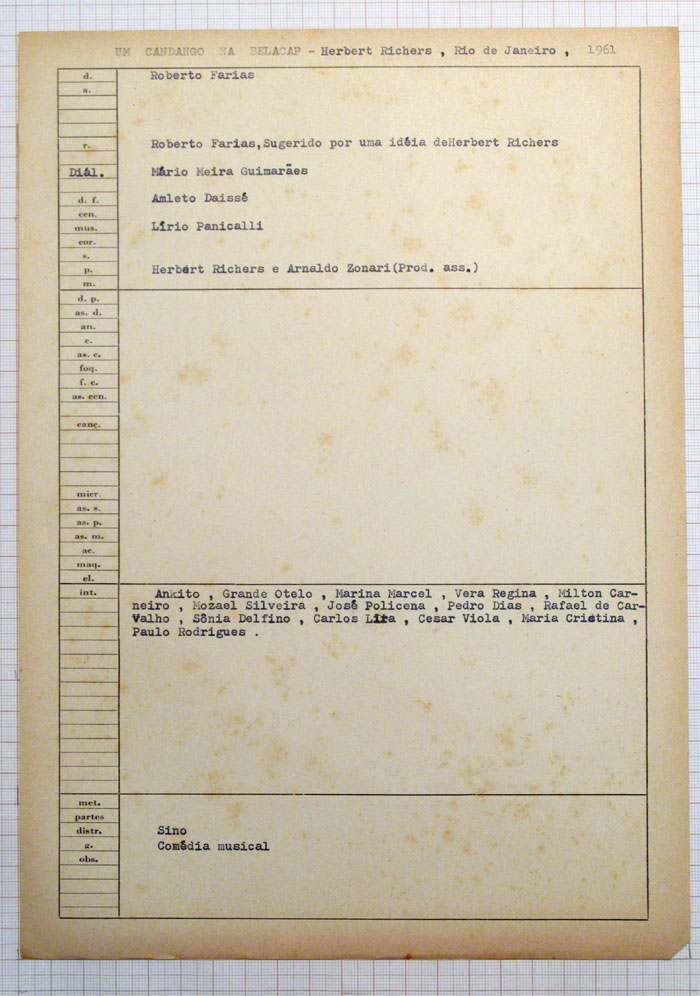 UM CANDANGO NA BELACAP - Herbert Richers , Rio de Janeiro , 1961
d. Roberto Farias
a.
r. Roberto Farias,Sugerido por uma idéia deHerbert Richers
Diál. Mário Meira Guimarães
d. f. Amleto Daissé
cen.
mus. Lírio Panicalli
cor.
s.
p. Herbert Richers e Arnaldo Zonari(Prod. ass.)
m.
d. p.
as. d.
an.
c.
as. c.
foq.
f. c.
as. cen.
canç.
micr.
as. s.
as. p.
as. m.
ac.
maq.
el.
int. Ankito , Grande Otelo , Marina Marcel , Vera Regina , Milton Car-
neiro , Mozael Silveira , José Policena , Pedro Dias , Rafael de Car-
Valho , Sônia Delfino , Carlos , Cesar Viola , Maria Cristina ,
Paulo Rodrigues .
met.
partes
distr. Sino
g. Comédia musical
obs.